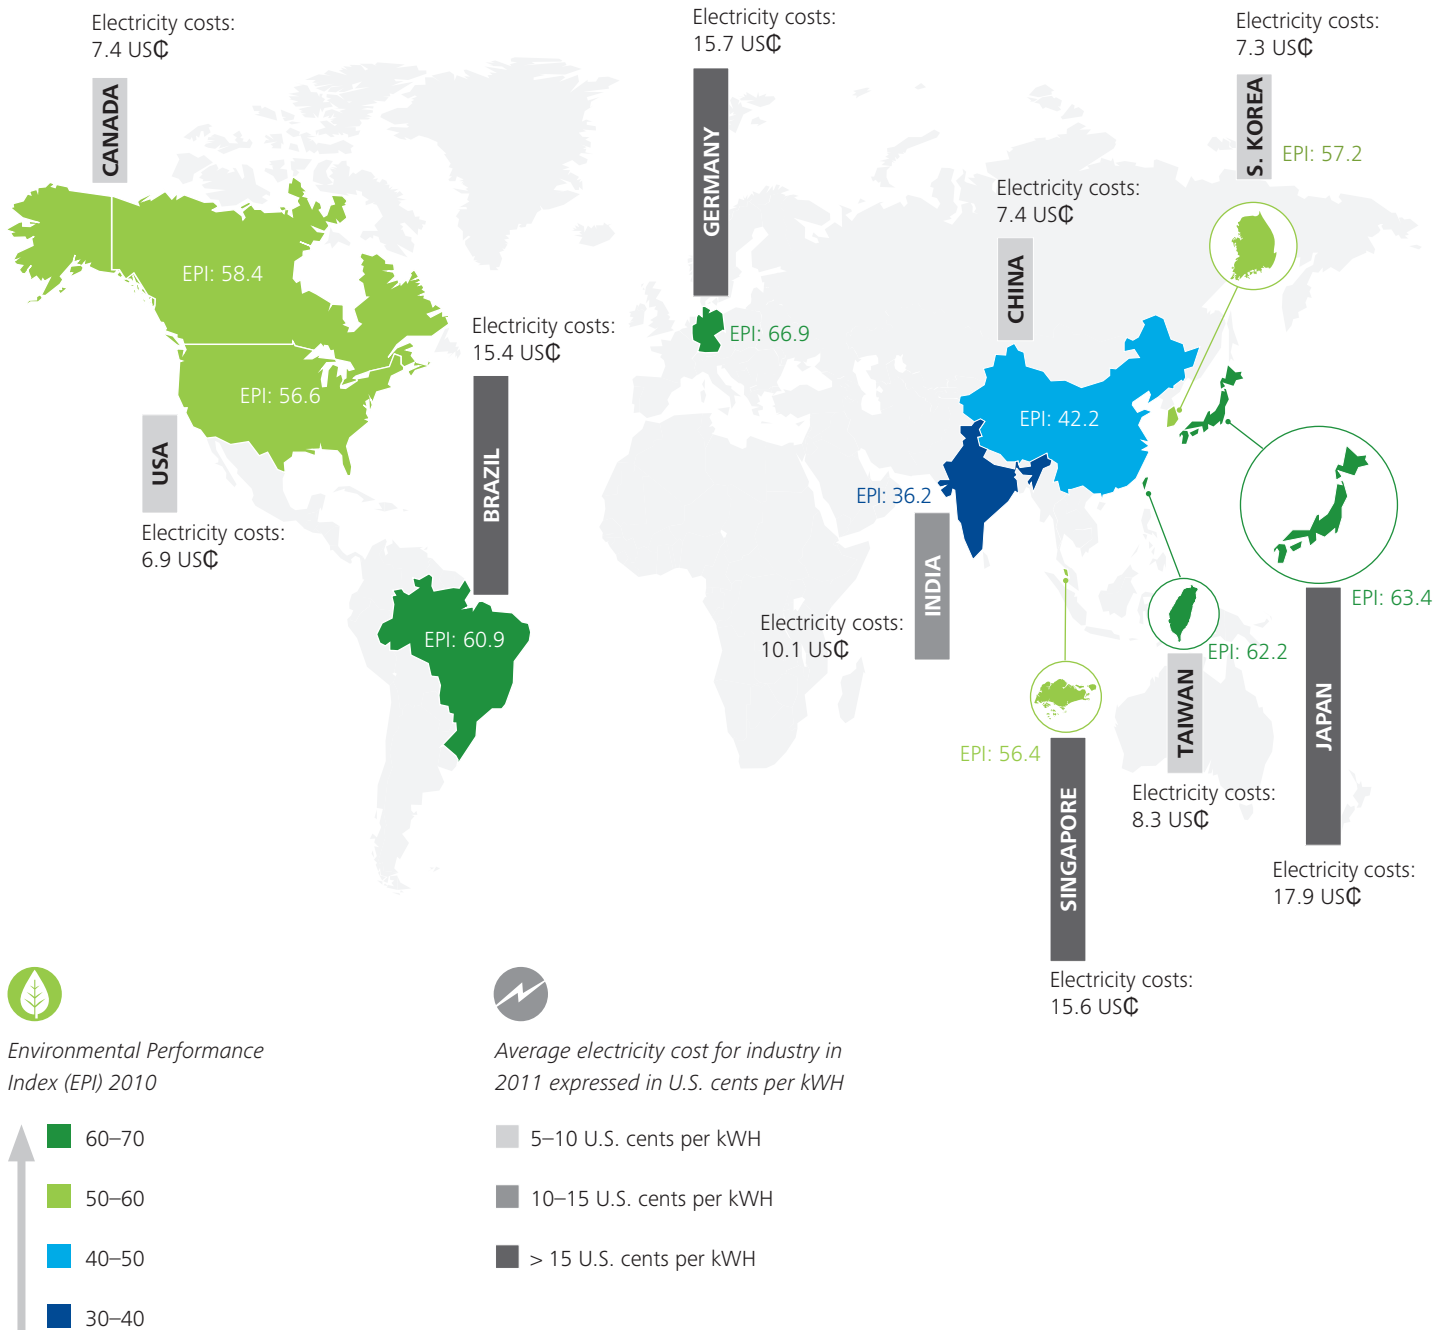 Electricity costs:
7.4 US₵
CANADA
EPI: 58.4
EPI: 56.6
USA
Electricity costs:
6.9 US₵
Electricity costs:
15.4 US₵
BRAZIL
EPI: 60.9
Electricity costs:
15.7 US₵
GERMANY
EPI: 66.9
Electricity costs:
7.4 US₵
CHINA
EPI: 42.2
Electricity costs:
7.3 US₵
S. KOREA
EPI: 57.2
EPI: 36.2
INDIA
Electricity costs:
10.1 US₵
EPI: 56.4
SINGAPORE
Electricity costs:
15.6 US₵
EPI: 62.2
TAIWAN
Electricity costs:
8.3 US₵
EPI: 63.4
JAPAN
Electricity costs:
17.9 US₵
Environmental Performance
Index (EPI) 2010
60–70
50–60
40–50
30–40
Average electricity cost for industry in
2011 expressed in U.S. cents per kWH
5–10 U.S. cents per kWH
10–15 U.S. cents per kWH
> 15 U.S. cents per kWH